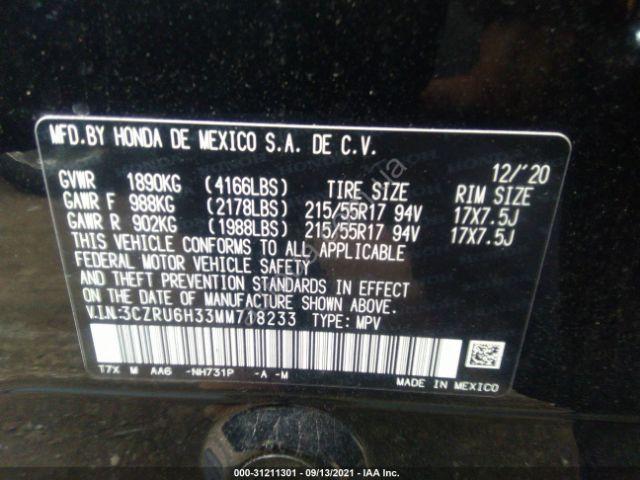 MFD.BY HONDA DE MEXICO S.A. DE C.V.
12/'20
GVWR 1890KG (4166LBS) TIRE SIZE RIM SIZE
GAWR F 988KG (2178LBS) 215/55R17 94V 17X7.5J
GAWR R 902KG (1988LBS) 215/55R17 94V 17X7.5J
THIS VEHICLE CONFORMS TO ALL APPLICABLE
FEDERAL MOTOR VEHICLE SAFETY
AND THEFT PREVENTION STANDARDS IN EFFECT
ON THE DATE OF MANUFACTURE SHOWN ABOVE.
V.I.N:3CZRU6H33MM718233 TYPE: MPV
T7X M AA6 -NH731P -A -M
MADE IN MEXICO
000-31211301 - 09/13/2021 - IAA Inc.